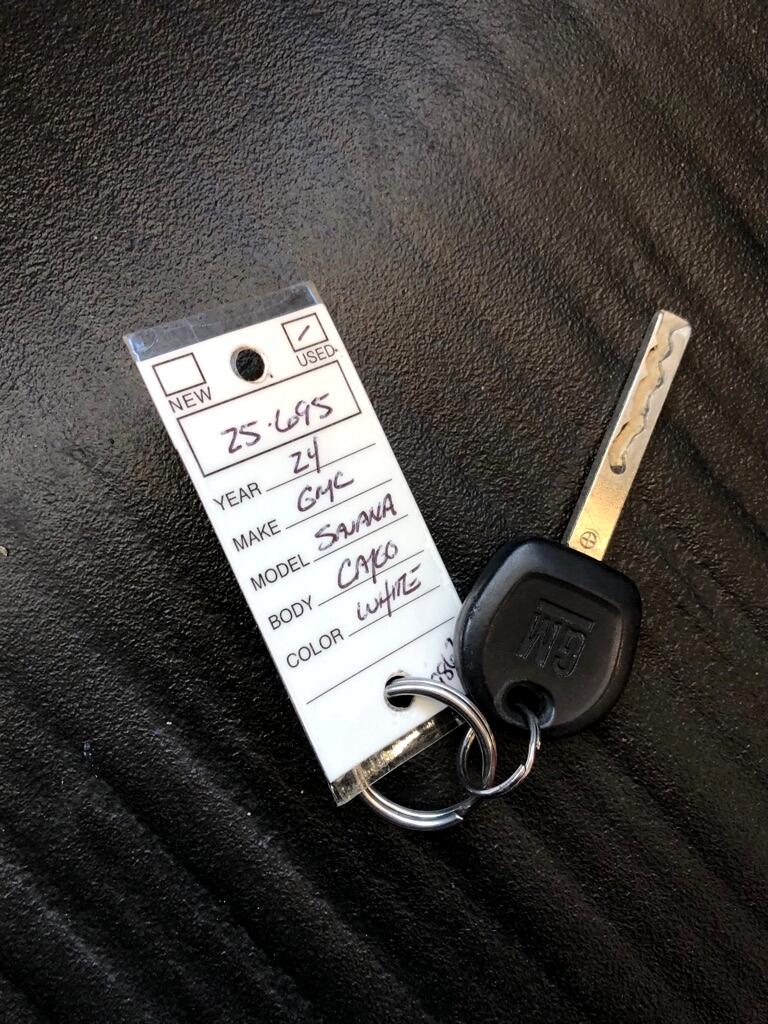 NEW
USED
25-695
YEAR 24
MAKE GMC
MODEL SAVANA
BODY CARGO
COLOR WHITE
GM